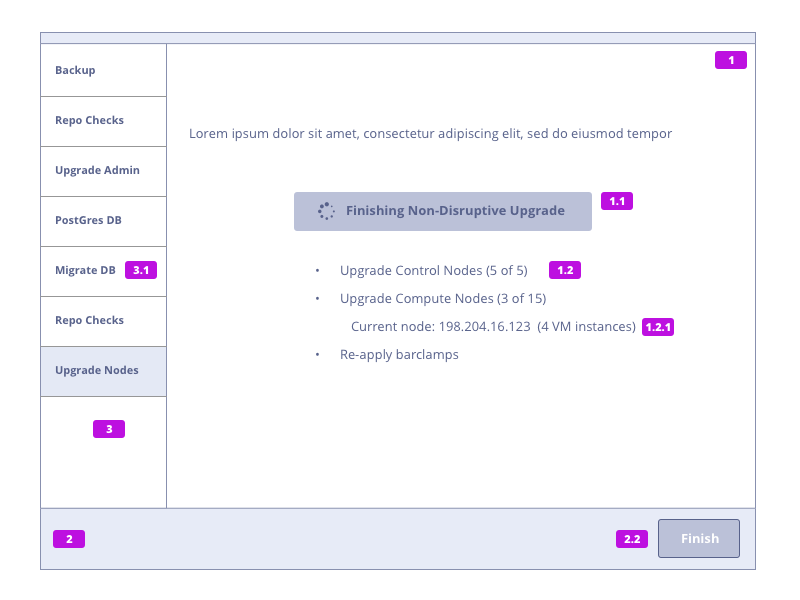 Backup
Repo Checks
Upgrade Admin
PostGres DB
Migrate DB 3.1
Repo Checks
Upgrade Nodes
3
1
Lorem ipsum dolor sit amet, consectetur adipiscing elit, sed do eiusmod tempor
Finishing Non-Disruptive Upgrade 1.1
• Upgrade Control Nodes (5 of 5) 1.2
• Upgrade Compute Nodes (3 of 15)
Current node: 198.204.16.123 (4 VM instances) 1.2.1
• Re-apply barclamps
2 2.2 Finish